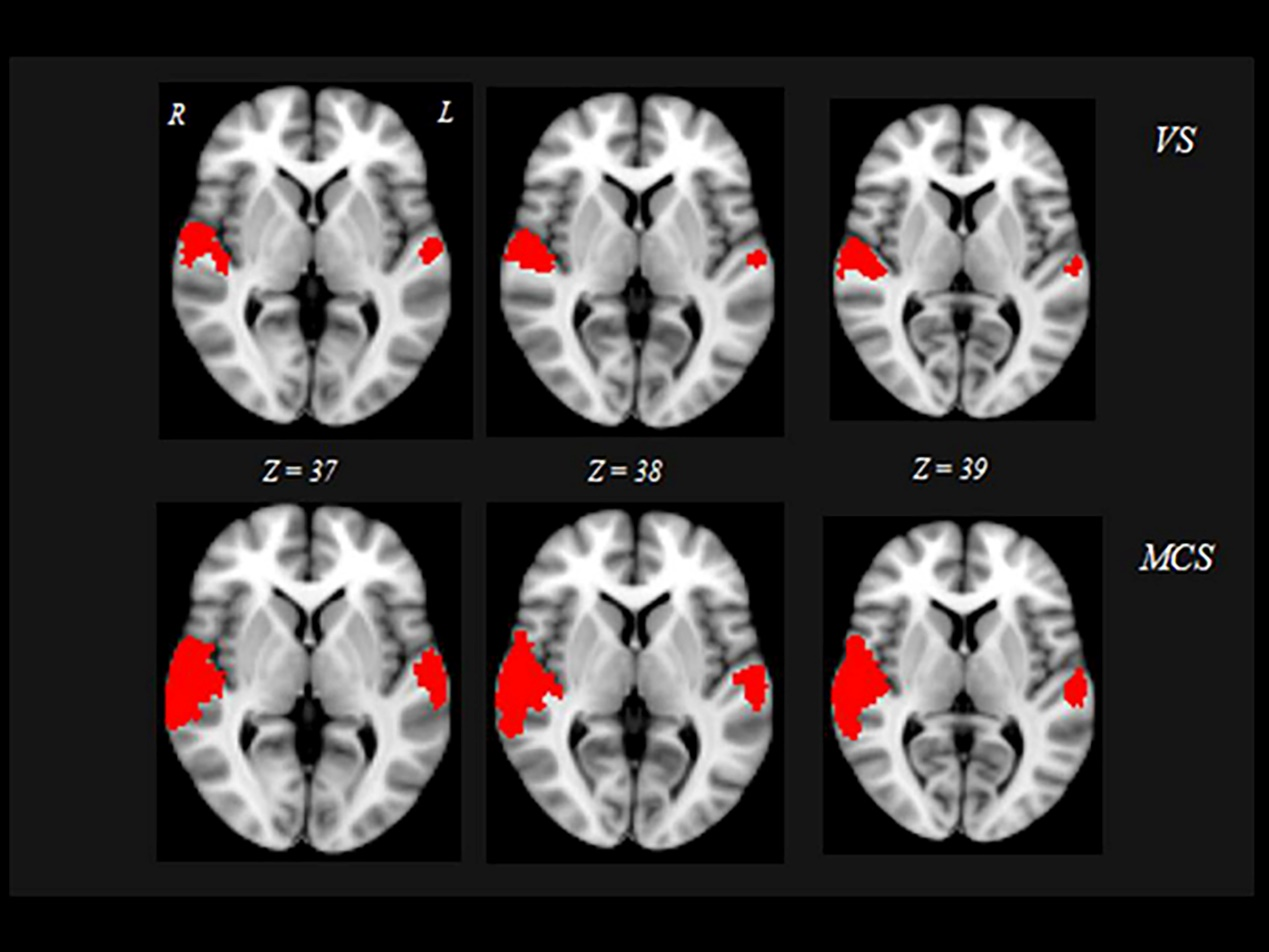 R
L
VS
Z = 37
Z = 38
Z = 39
MCS